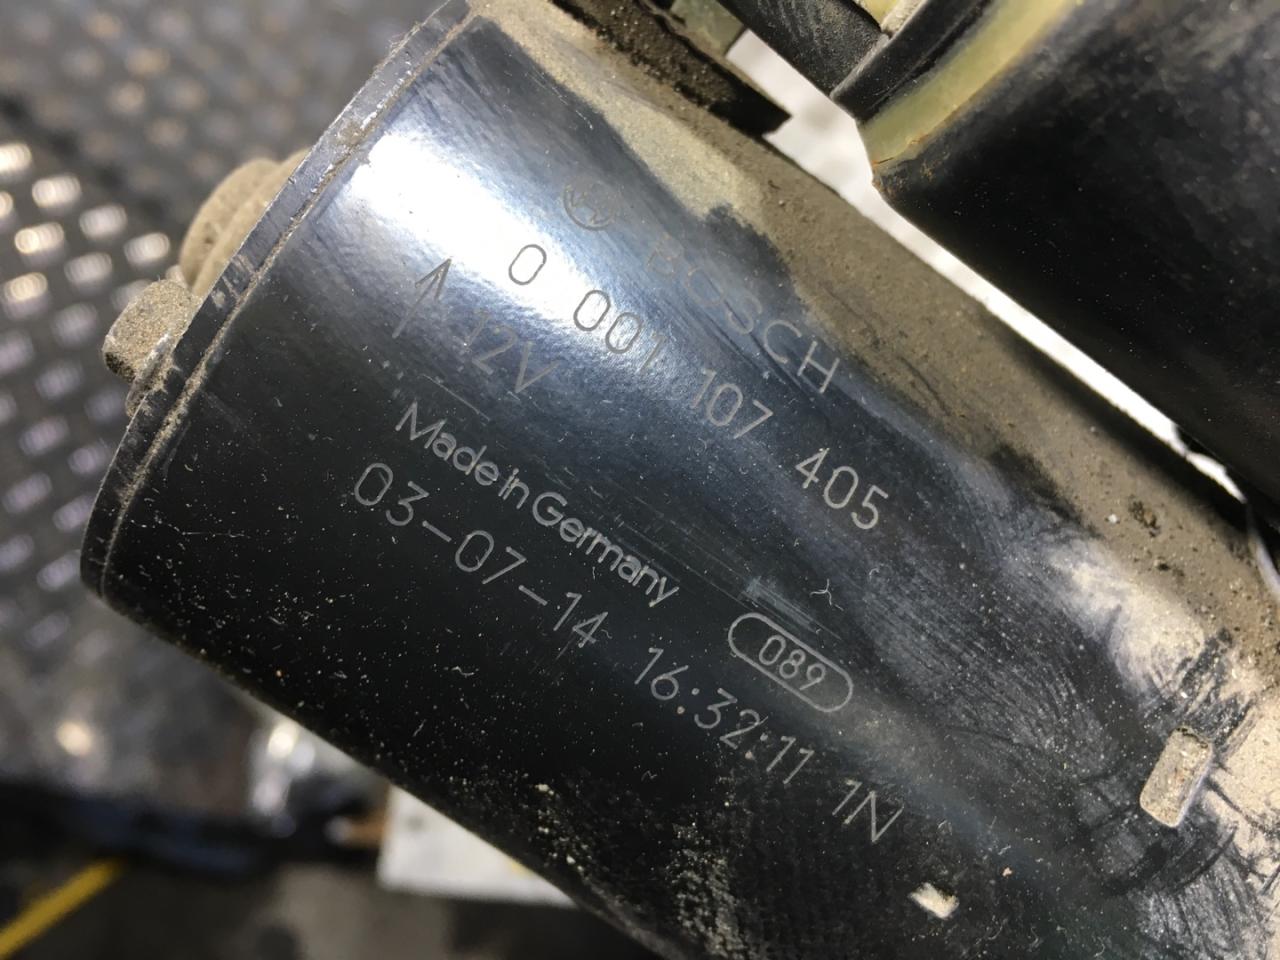 BOSCH
0 001 107 405
↑ 12V
Made in Germany
089
03-07-14 16:32:11 1N